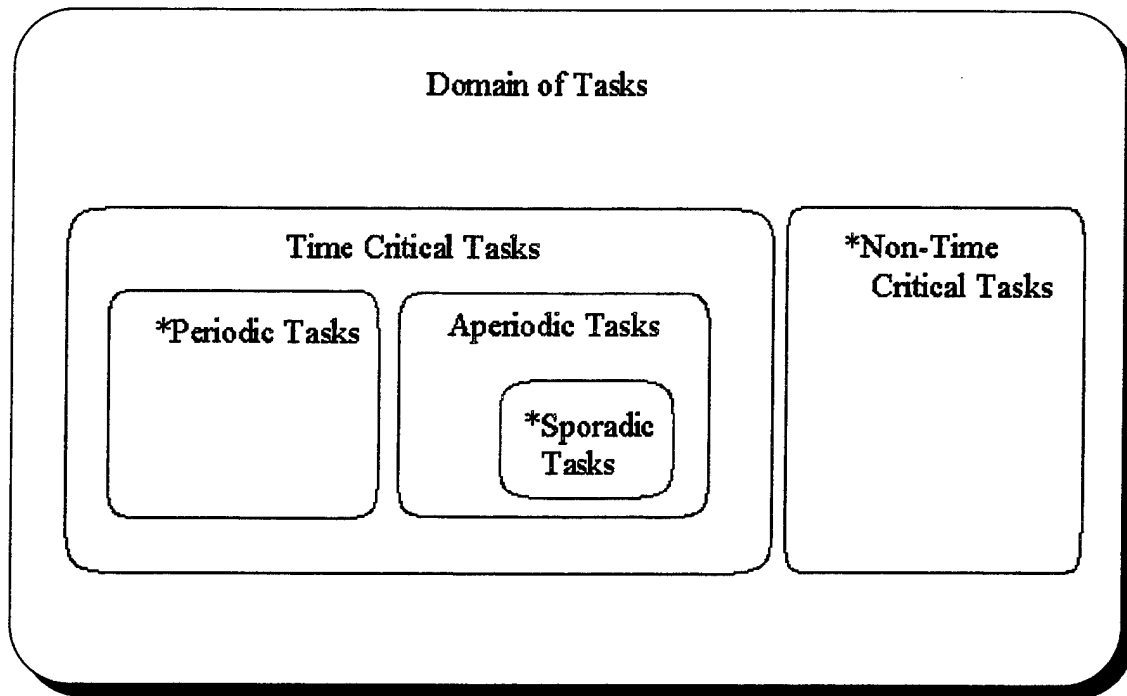 Domain of Tasks
Time Critical Tasks
*Non-Time
Critical Tasks
*Periodic Tasks
Aperiodic Tasks
*Sporadic
Tasks